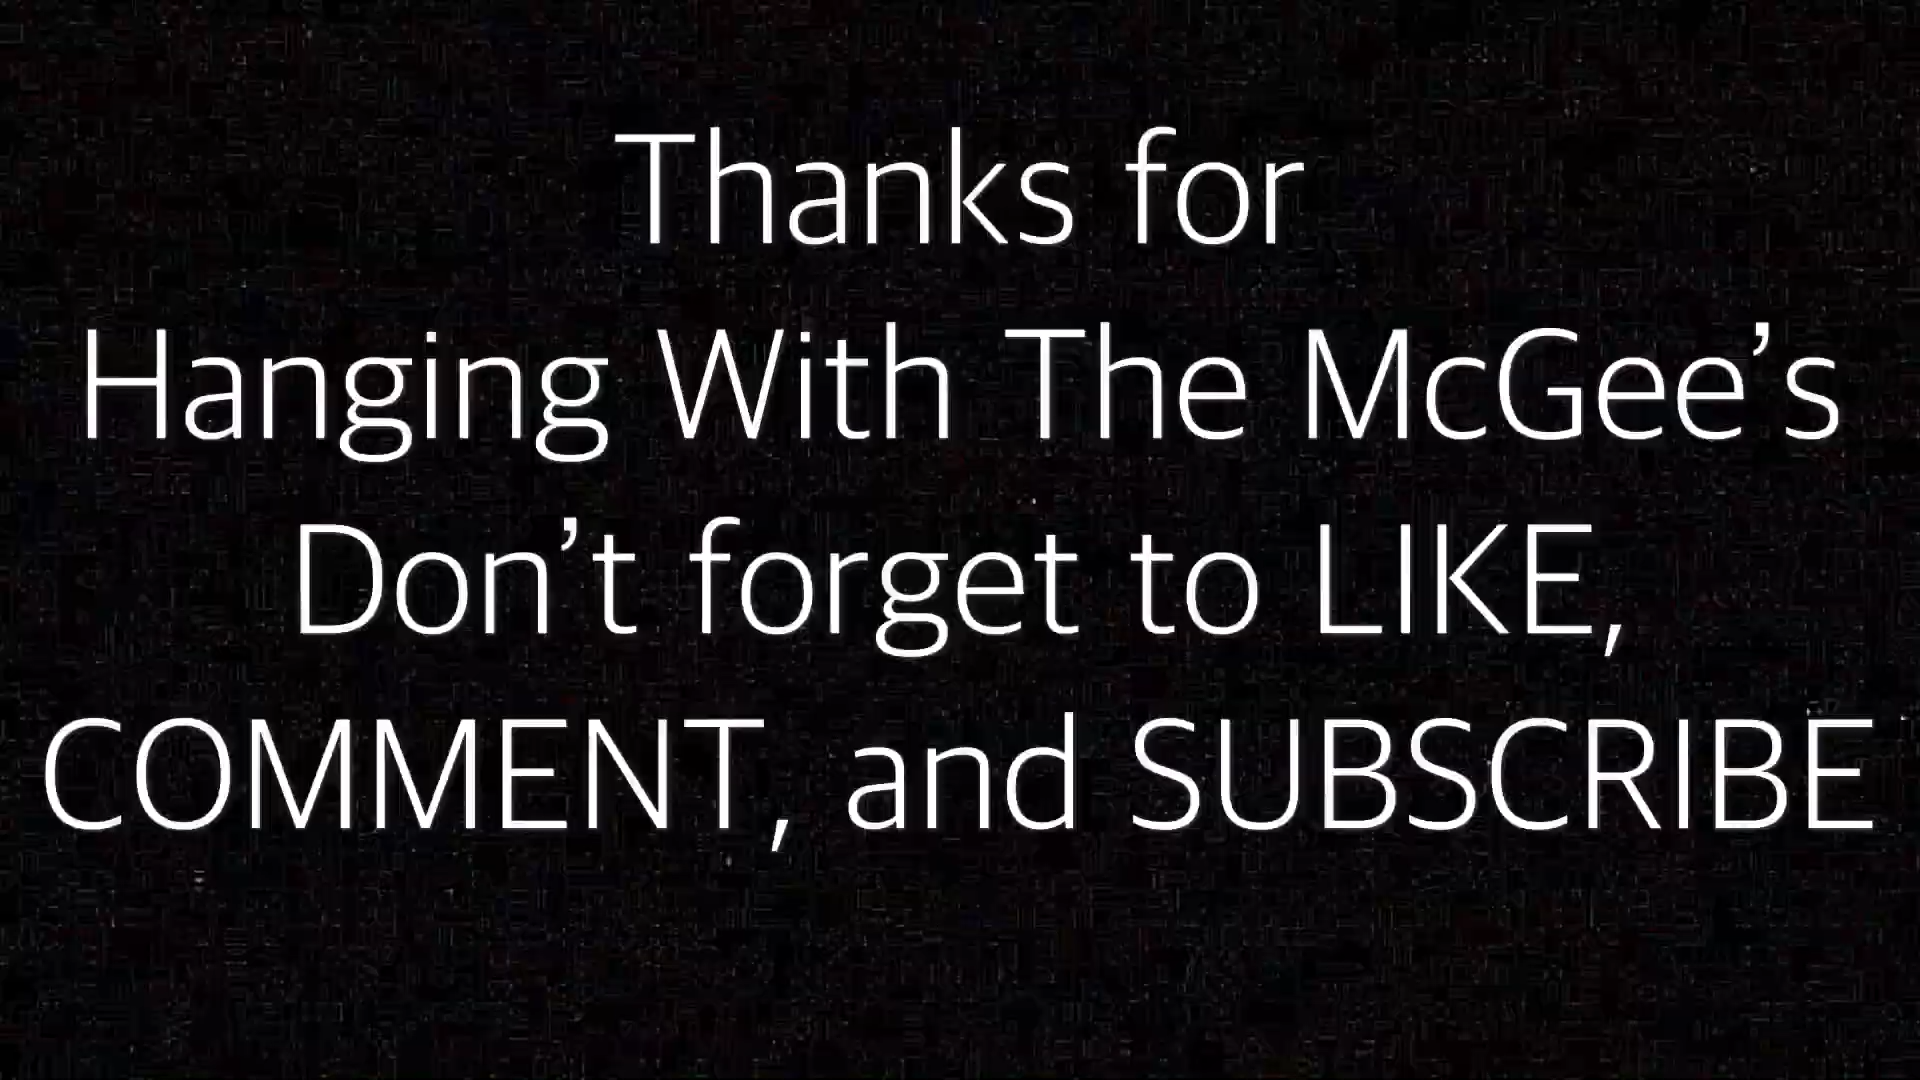 Thanks for
Hanging With The McGee’s
Don’t forget to LIKE,
COMMENT, and SUBSCRIBE